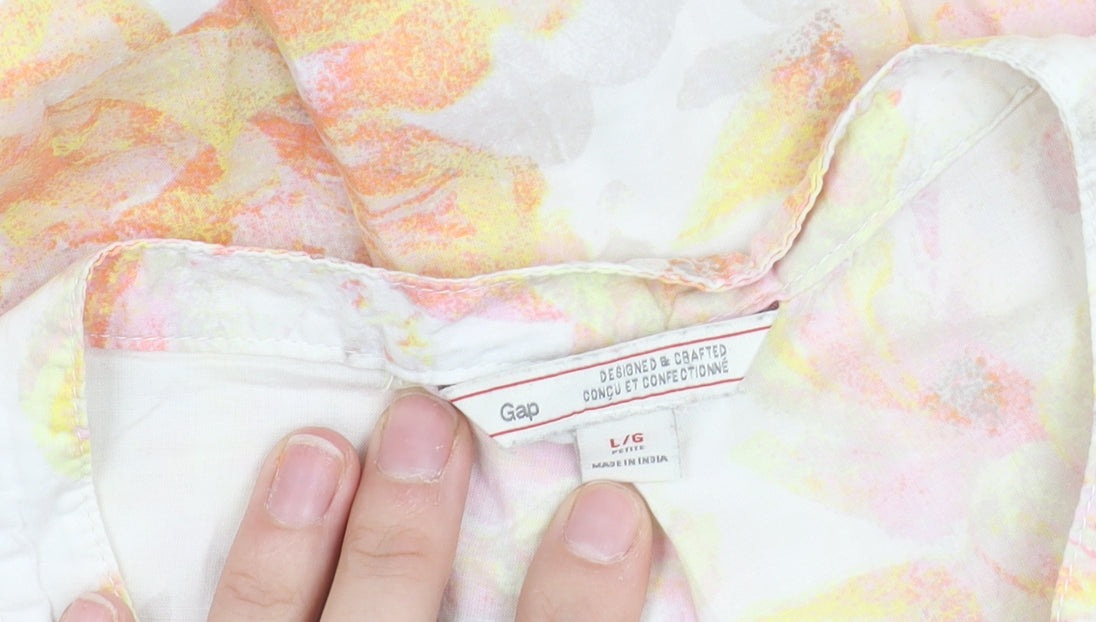 DESIGNED & CRAFTED
CONÇU ET CONFECTIONNÉ
Gap
L/G
PETITE
MADE IN INDIA